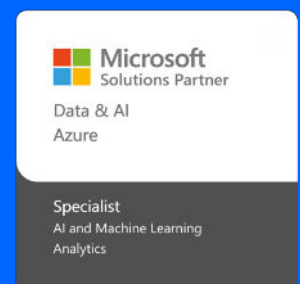 Microsoft
Solutions Partner
Data & AI
Azure
Specialist
AI and Machine Learning
Analytics